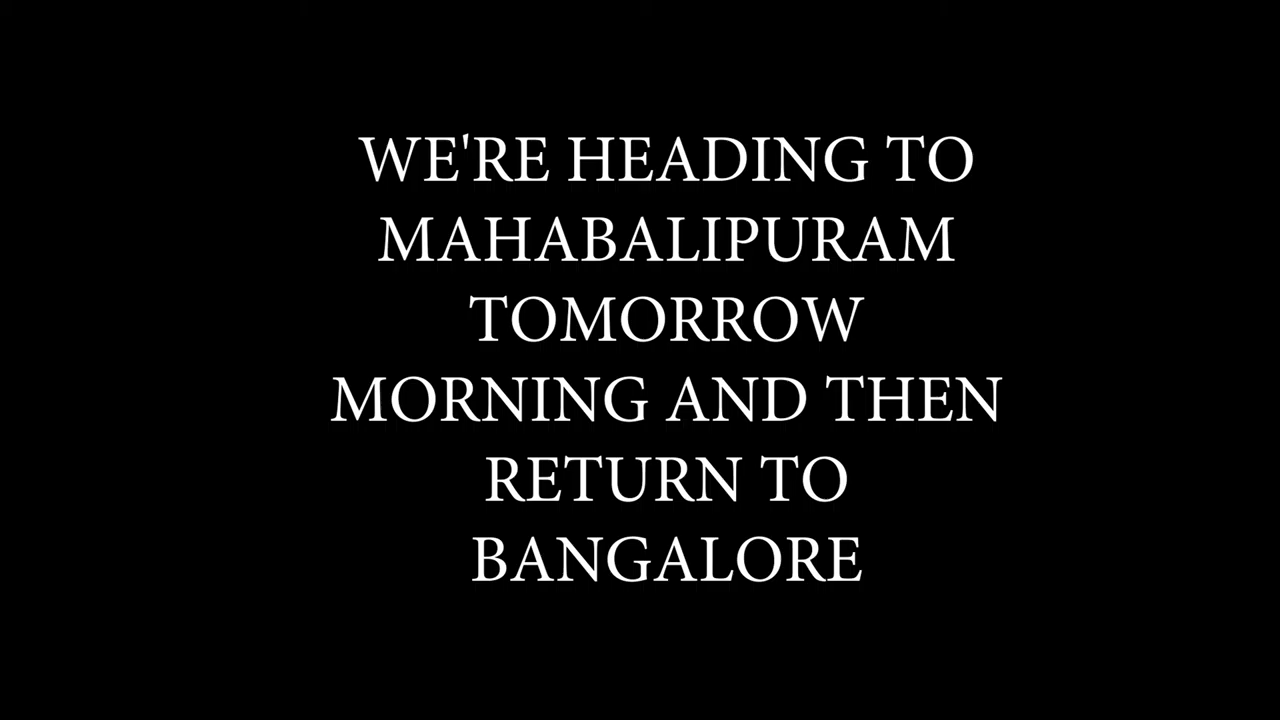 WE'RE HEADING TO
MAHABALIPURAM
TOMORROW
MORNING AND THEN
RETURN TO
BANGALORE